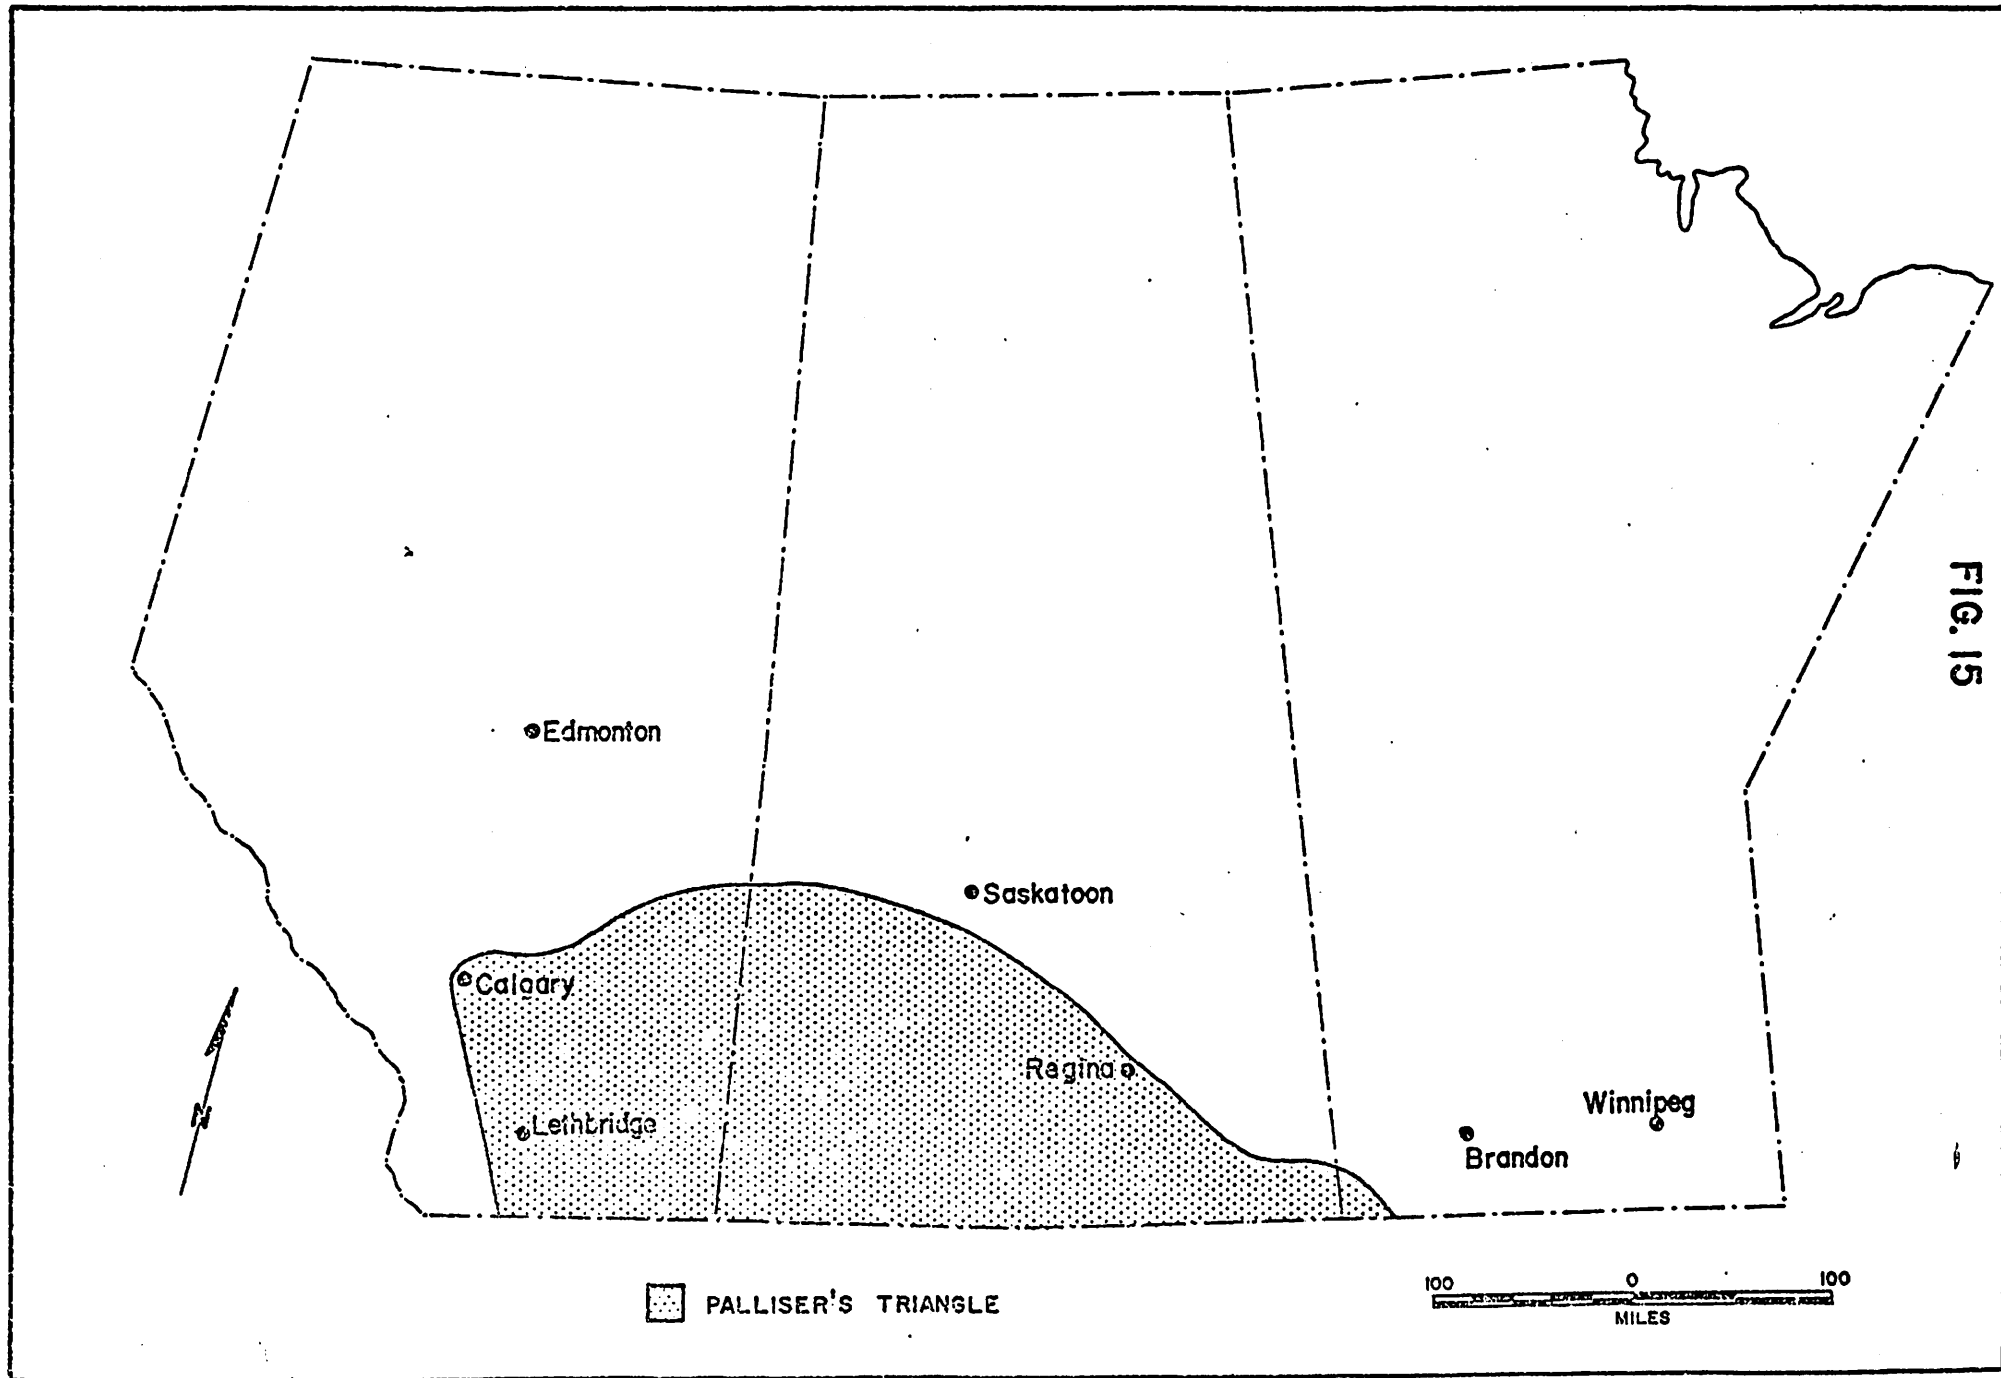 FIG. 15
Edmonton
Saskatoon
Calgary
Regina
Lethbridge
Winnipeg
Brandon
N
PALLISER'S TRIANGLE
100 0 100
MILES